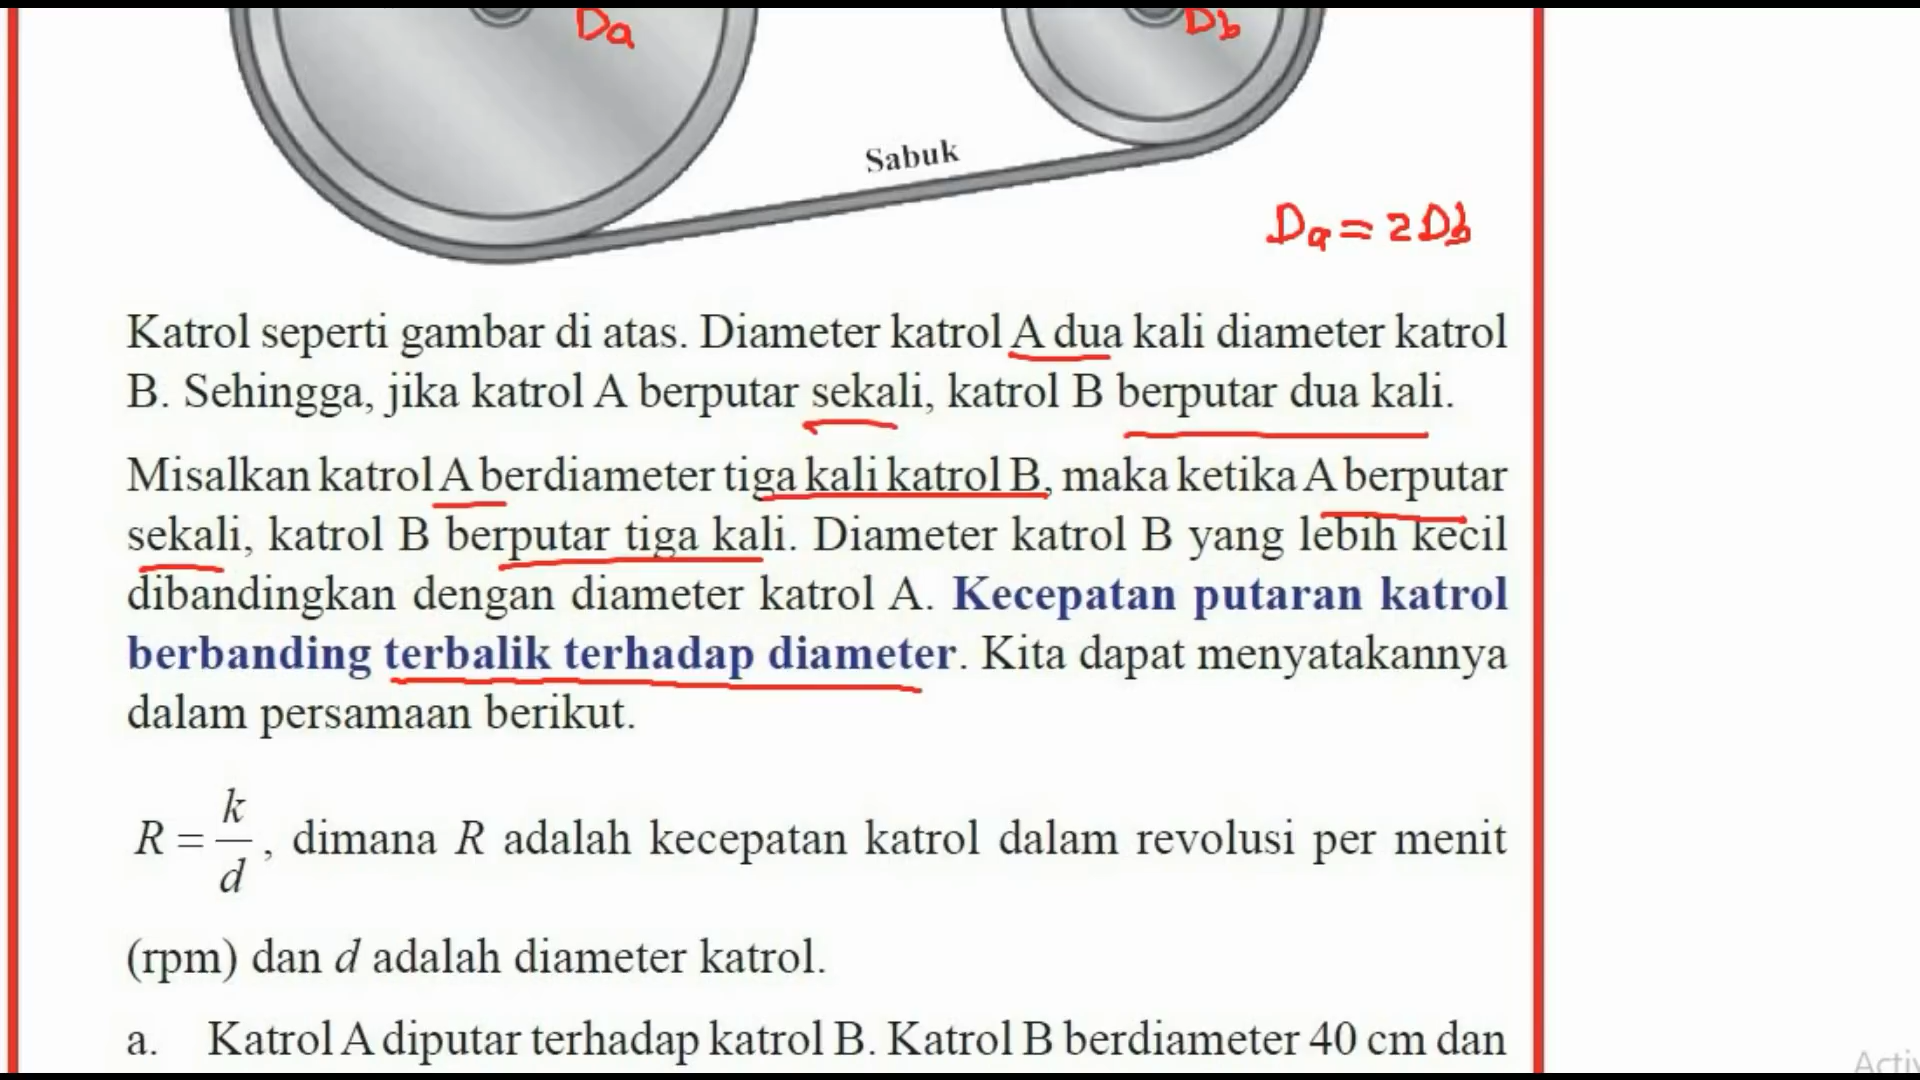 Da
Db
Sabuk
Da = 2Db
Katrol seperti gambar di atas. Diameter katrol A dua kali diameter katrol
B. Sehingga, jika katrol A berputar sekali, katrol B berputar dua kali.
Misalkan katrol A berdiameter tiga kali katrol B, maka ketika A berputar
sekali, katrol B berputar tiga kali. Diameter katrol B yang lebih kecil
dibandingkan dengan diameter katrol A. Kecepatan putaran katrol
berbanding terbalik terhadap diameter. Kita dapat menyatakannya
dalam persamaan berikut.
R = k/d, dimana R adalah kecepatan katrol dalam revolusi per menit
(rpm) dan d adalah diameter katrol.
a. Katrol A diputar terhadap katrol B. Katrol B berdiameter 40 cm dan